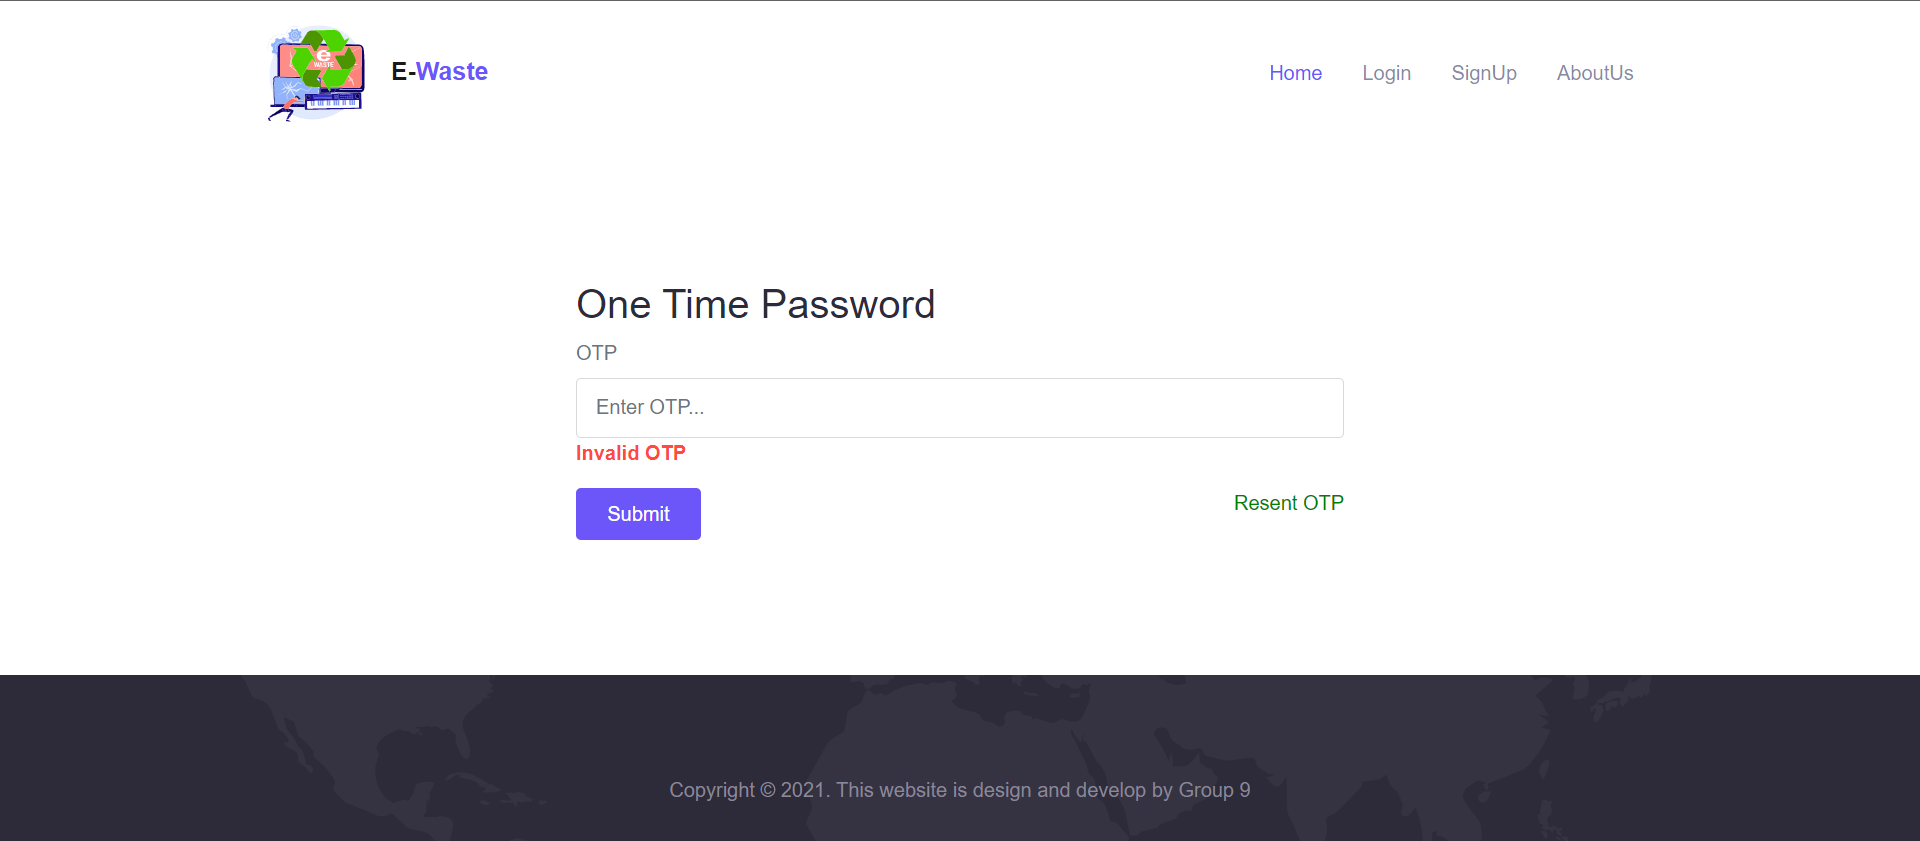 e
WASTE
E-Waste
Home Login SignUp AboutUs
One Time Password
OTP
Enter OTP...
Invalid OTP
Submit
Resent OTP
Copyright © 2021. This website is design and develop by Group 9